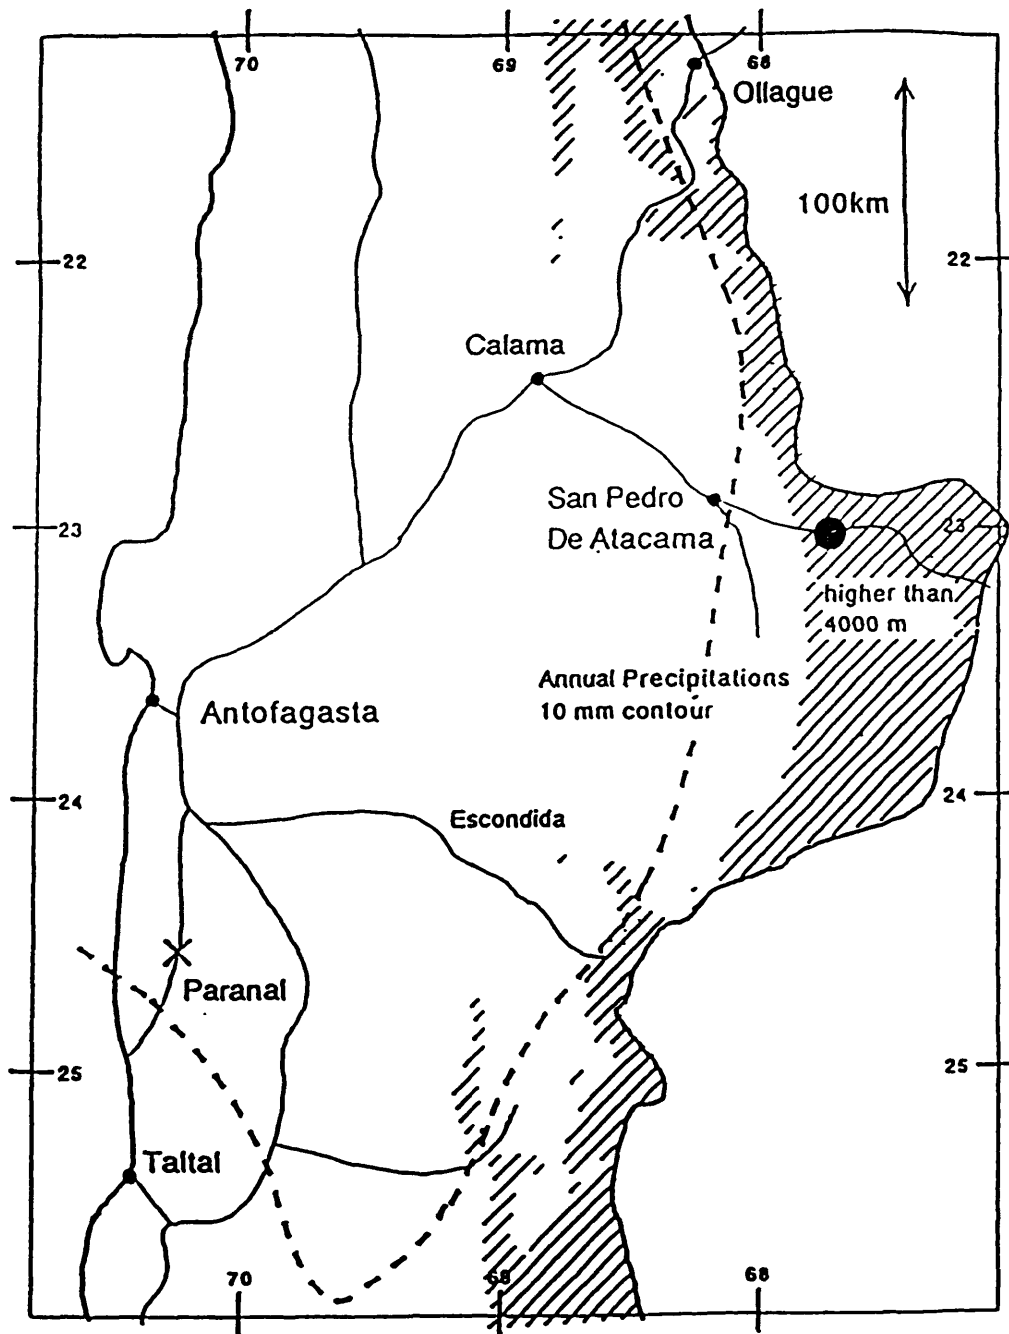 70
69
68
Ollague
100km
22
22
Calama
San Pedro
De Atacama
23
23
higher than
4000 m
Annual Precipitations
10 mm contour
Antofagasta
24
24
Escondida
Paranal
25
25
Taltal
70
68
68